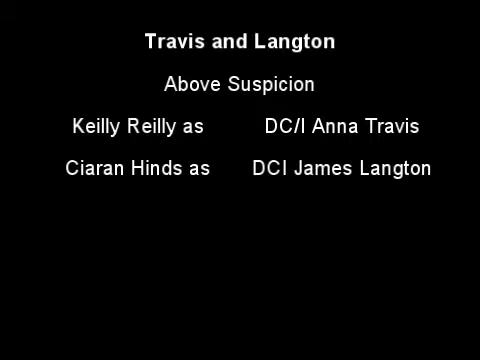 Travis and Langton
Above Suspicion
Keilly Reilly as DC/I Anna Travis
Ciaran Hinds as DCI James Langton